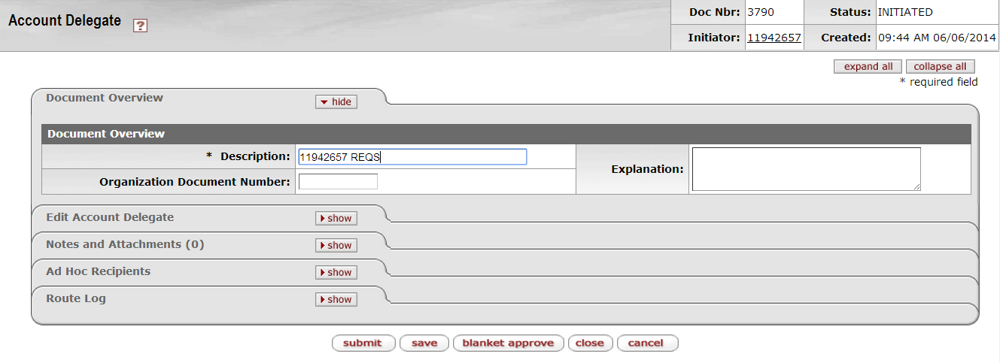 Account Delegate ?
Doc Nbr: 3790 Status: INITIATED
Initiator: 11942657 Created: 09:44 AM 06/06/2014
expand all collapse all
* required field
Document Overview hide
Document Overview
* Description: 11942657 REQS
Explanation:
Organization Document Number:
Edit Account Delegate show
Notes and Attachments (0) show
Ad Hoc Recipients show
Route Log show
submit save blanket approve close cancel